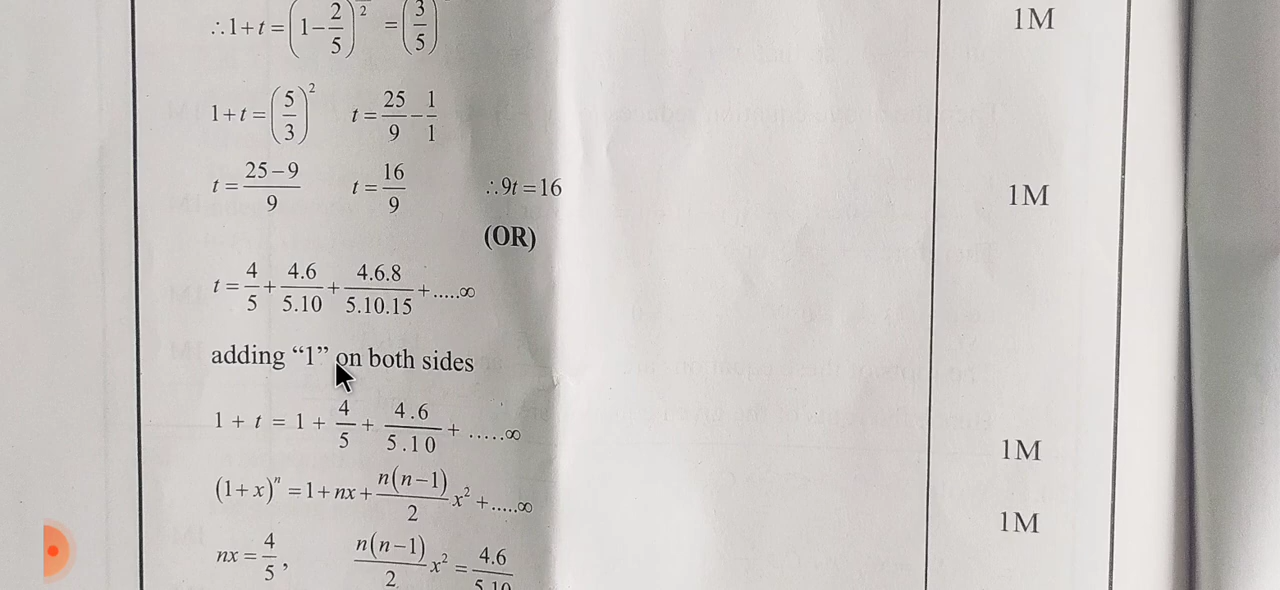 ∴1+t=(1−2/5)^ 2 =(3/5) 1M
1+t=(5/3)^2 t=25/9−1/1
t=(25−9)/9 t=16/9 ∴9t=16 1M
(OR)
t=4/5+4.6/5.10+4.6.8/5.10.15+.....∞
adding “1” on both sides
1 + t = 1 + 4/5 + 4.6/5.10 + .....∞ 1M
(1+x)^n =1+nx+n(n−1)/2 x^2 +.....∞ 1M
nx=4/5, n(n−1)/2 x^2 = 4.6/5.10